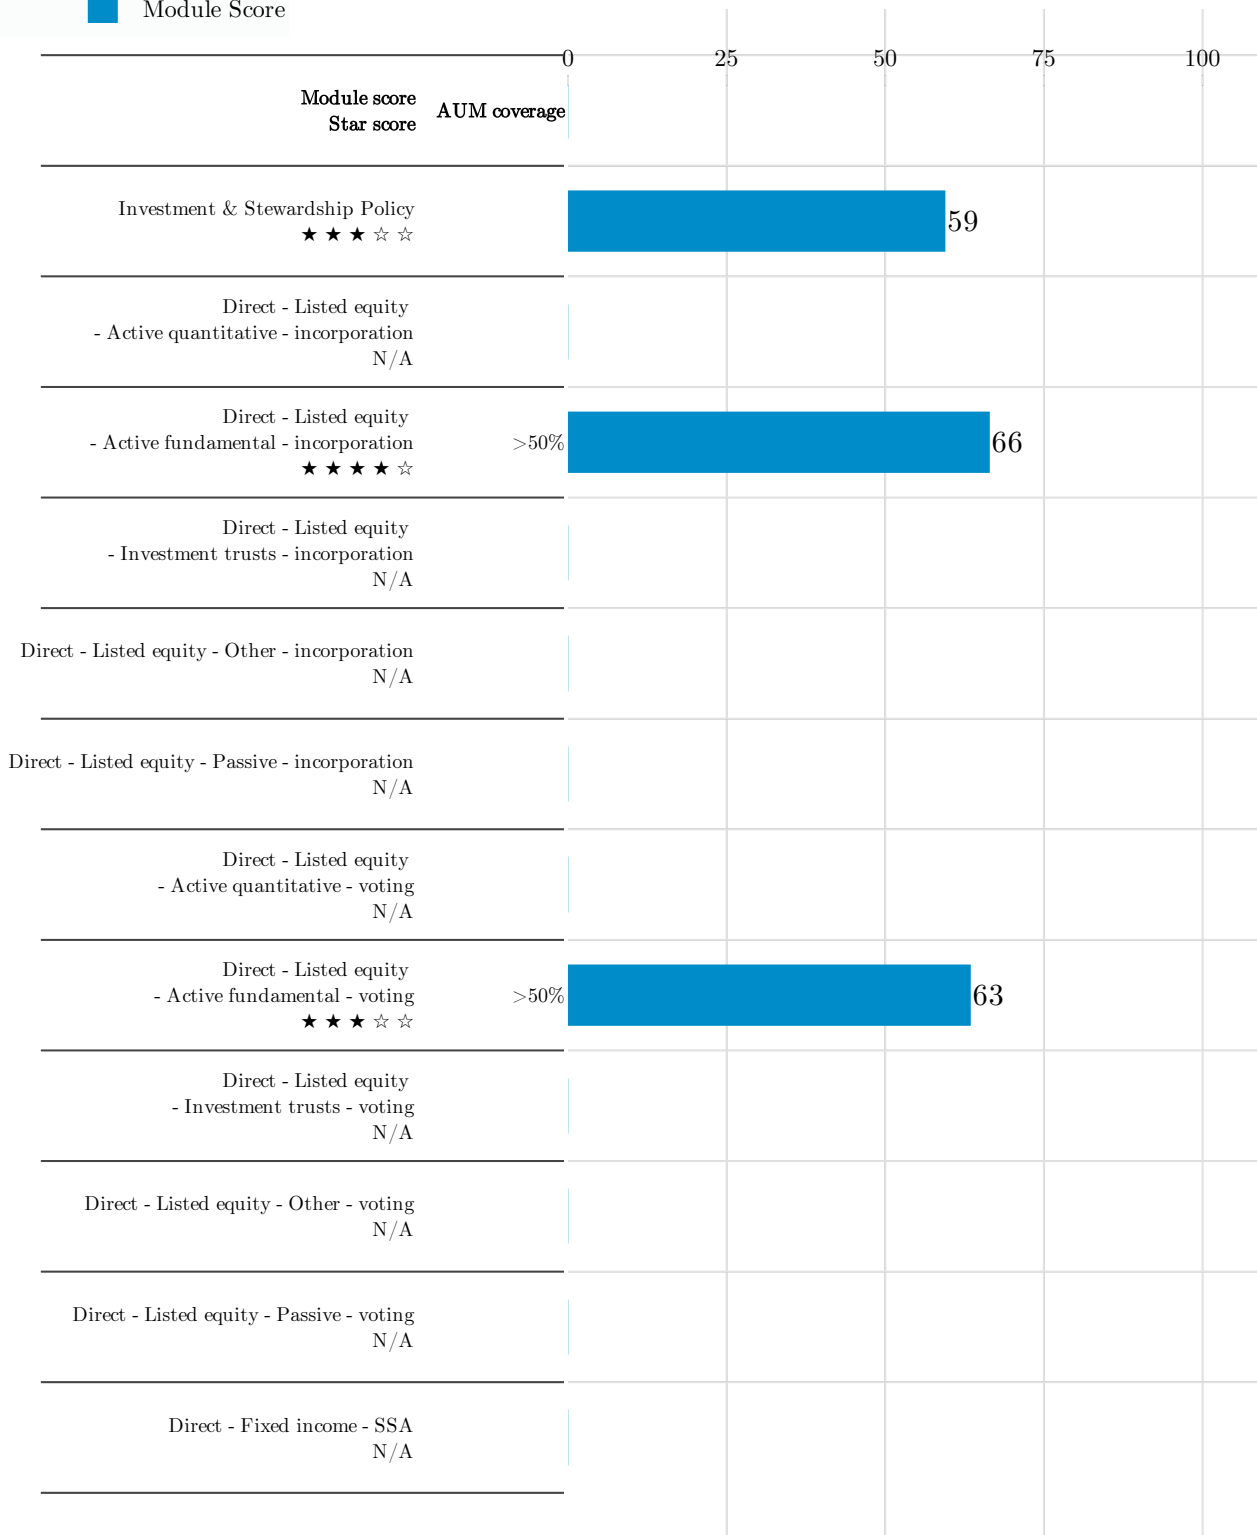 Module Score
0 25 50 75 100
Module score
Star score
AUM coverage
Investment & Stewardship Policy
★ ★ ★ ☆ ☆
59
Direct - Listed equity
- Active quantitative - incorporation
N/A
Direct - Listed equity
- Active fundamental - incorporation
★ ★ ★ ★ ☆
>50%
66
Direct - Listed equity
- Investment trusts - incorporation
N/A
Direct - Listed equity - Other - incorporation
N/A
Direct - Listed equity - Passive - incorporation
N/A
Direct - Listed equity
- Active quantitative - voting
N/A
Direct - Listed equity
- Active fundamental - voting
★ ★ ★ ☆ ☆
>50%
63
Direct - Listed equity
- Investment trusts - voting
N/A
Direct - Listed equity - Other - voting
N/A
Direct - Listed equity - Passive - voting
N/A
Direct - Fixed income - SSA
N/A